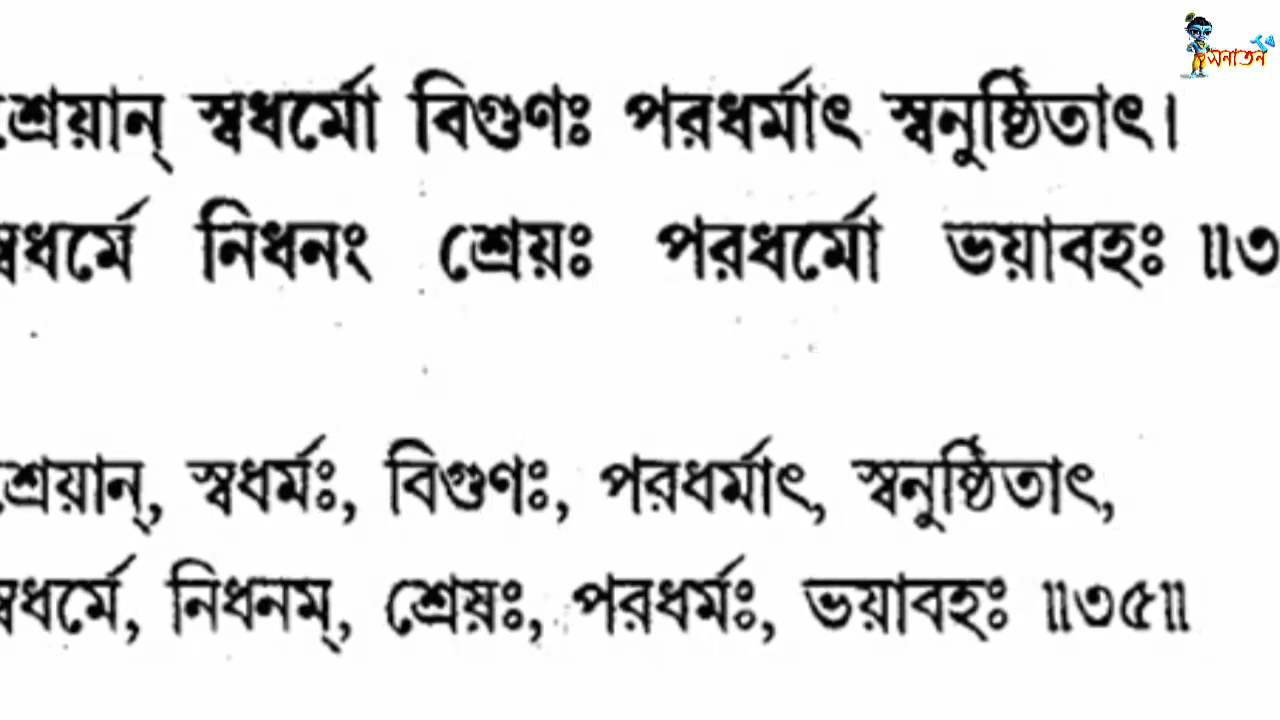 সনাতন Tv
শ্রেয়ান্ স্বধর্মো বিগুণঃ পরধর্মাৎ স্বনুষ্ঠিতাৎ।
স্বধর্মে নিধনং শ্রেয়ঃ পরধর্মো ভয়াবহঃ ॥৩
শ্রেয়ান্, স্বধর্মঃ, বিগুণঃ, পরধর্মাৎ, স্বনুষ্ঠিতাৎ,
স্বধর্মে, নিধনম্, শ্রেষঃ, পরধর্মঃ, ভয়াবহঃ ॥৩৫॥